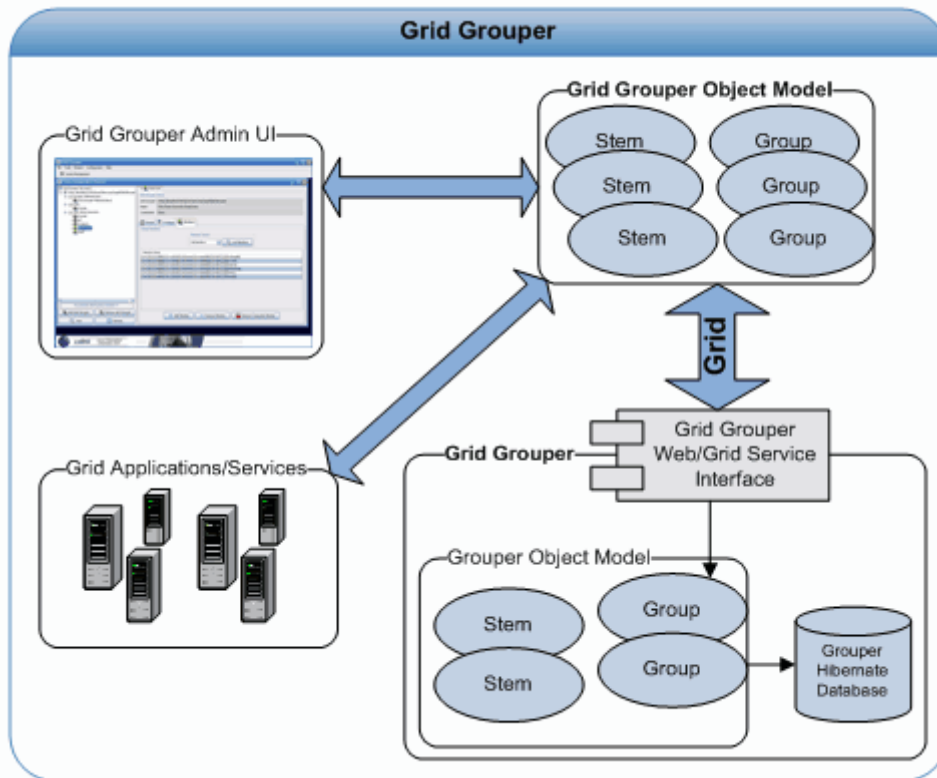 Grid Grouper
Grid Grouper Object Model
Grid Grouper Admin UI
Stem
Group
Stem
Group
Stem
Group
Grid
Grid Applications/Services
Grid Grouper
Grid Grouper
Web/Grid Service
Interface
Grouper Object Model
Stem
Group
Stem
Group
Grouper
Hibernate
Database